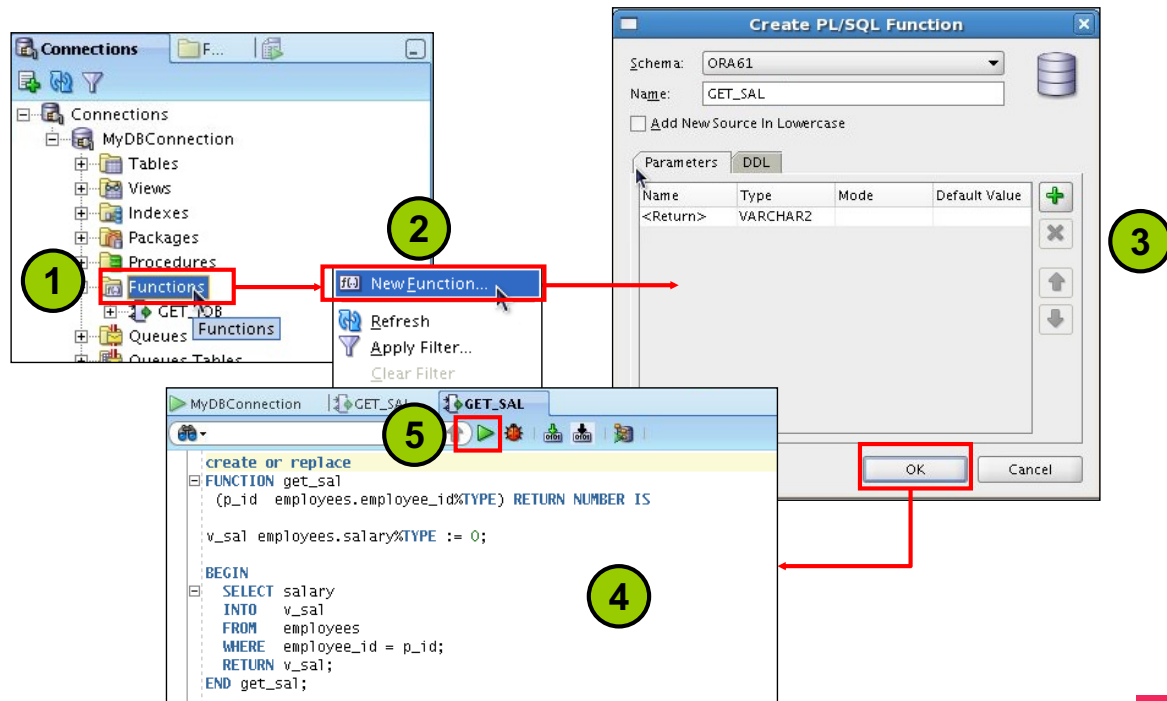 Connections
F...
Connections
MyDBConnection
Tables
Views
Indexes
Packages
Procedures
1
Functions
Functions
Queues
Queues Tables
2
New Function...
Refresh
Apply Filter...
Clear Filter
Create PL/SQL Function
Schema: ORA61
Name: GET_SAL
Add New Source In Lowercase
Parameters DDL
Name Type Mode Default Value
<Return> VARCHAR2
3
OK Cancel
MyDBConnection GET_SAL GET_SAL
5
create or replace
FUNCTION get_sal
(p_id employees.employee_id%TYPE) RETURN NUMBER IS
v_sal employees.salary%TYPE := 0;
BEGIN
SELECT salary
INTO v_sal
FROM employees
WHERE employee_id = p_id;
RETURN v_sal;
END get_sal;
4